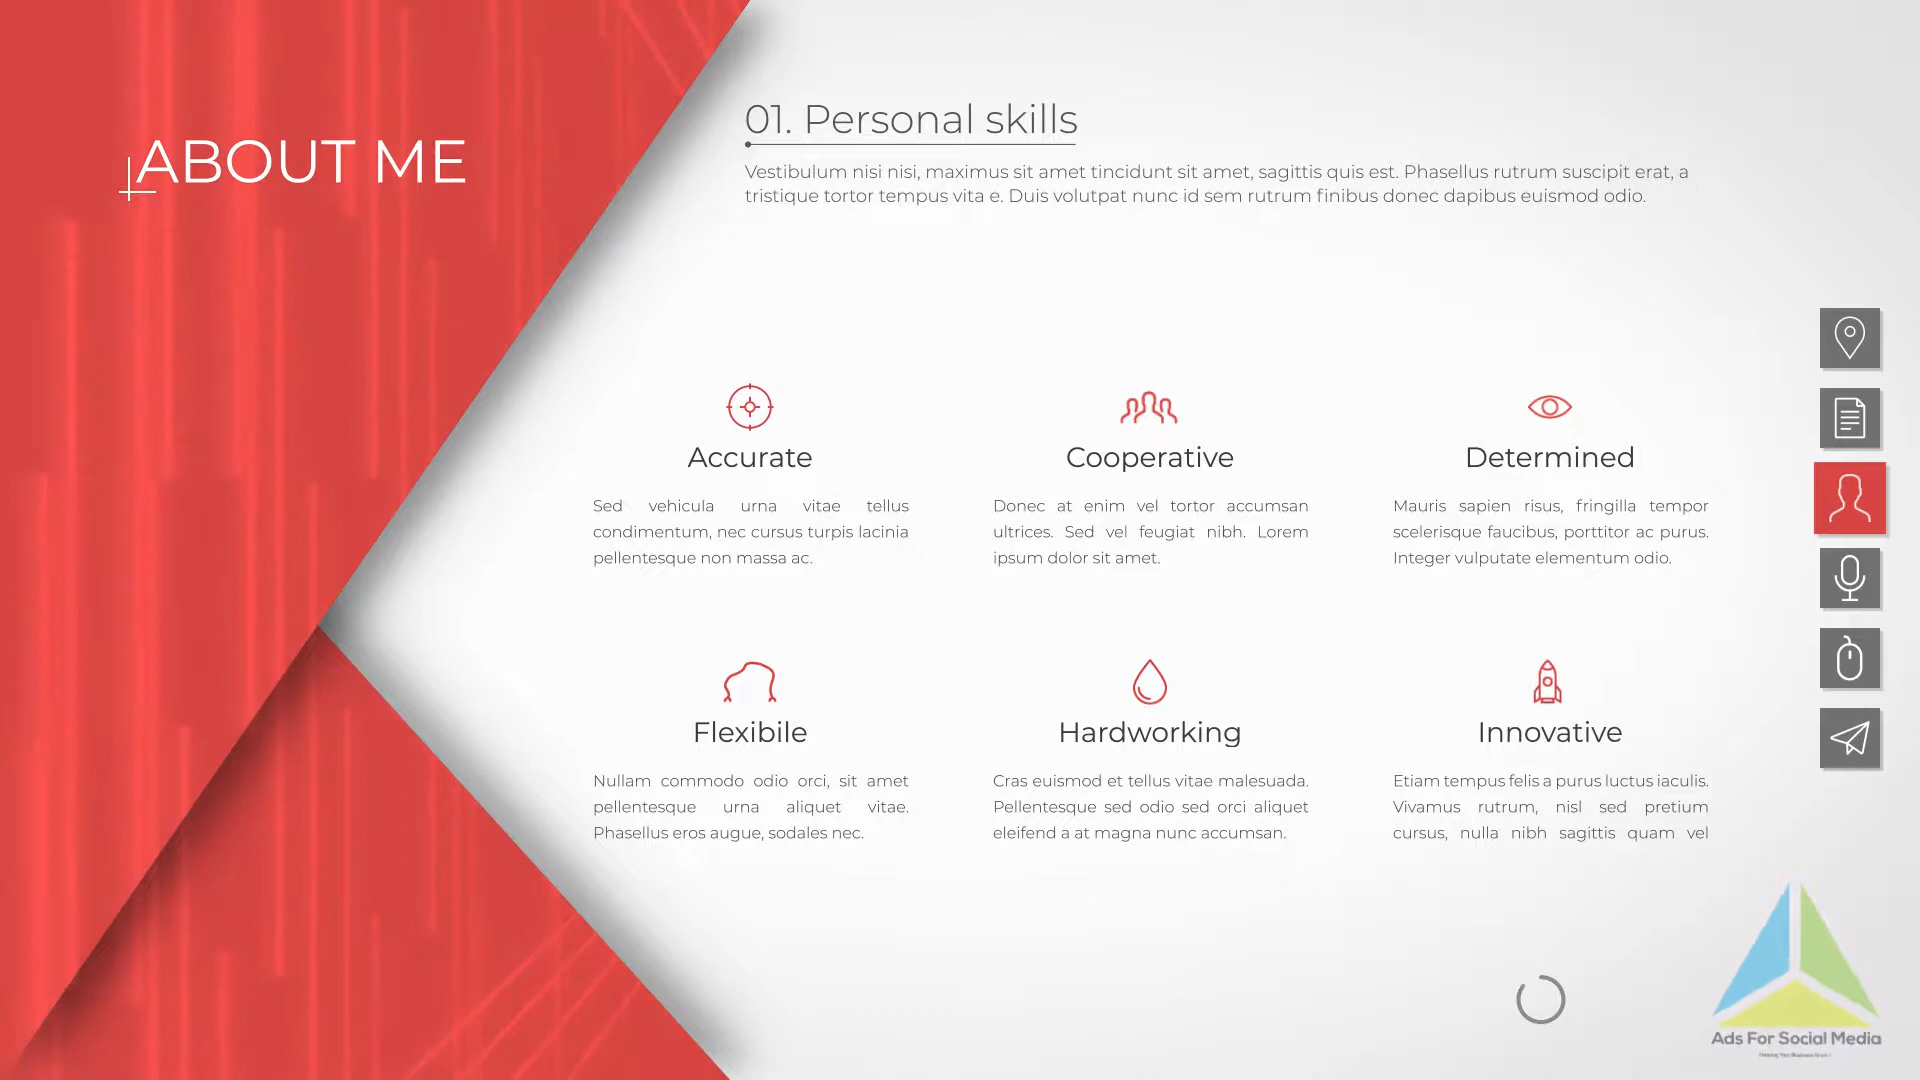 ABOUT ME
01. Personal skills
Vestibulum nisi nisi, maximus sit amet tincidunt sit amet, sagittis quis est. Phasellus rutrum suscipit erat, a
tristique tortor tempus vita e. Duis volutpat nunc id sem rutrum finibus donec dapibus euismod odio.
Accurate
Sed vehicula urna vitae tellus
condimentum, nec cursus turpis lacinia
pellentesque non massa ac.
Cooperative
Donec at enim vel tortor accumsan
ultrices. Sed vel feugiat nibh. Lorem
ipsum dolor sit amet.
Determined
Mauris sapien risus, fringilla tempor
scelerisque faucibus, porttitor ac purus.
Integer vulputate elementum odio.
Flexibile
Nullam commodo odio orci, sit amet
pellentesque urna aliquet vitae.
Phasellus eros augue, sodales nec.
Hardworking
Cras euismod et tellus vitae malesuada.
Pellentesque sed odio sed orci aliquet
eleifend a at magna nunc accumsan.
Innovative
Etiam tempus felis a purus luctus iaculis.
Vivamus rutrum, nisl sed pretium
cursus, nulla nibh sagittis quam vel
Ads For Social Media